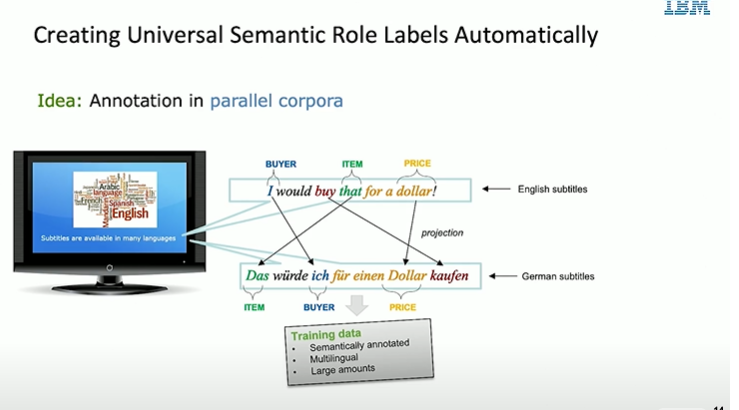 IBM
Creating Universal Semantic Role Labels Automatically
Idea: Annotation in parallel corpora
Arabic
language
French
Spanish
Mandarin
English
Subtitles are available in many languages
BUYER ITEM PRICE
I would buy that for a dollar!
English subtitles
projection
Das würde ich für einen Dollar kaufen
German subtitles
ITEM BUYER PRICE
Training data
• Semantically annotated
• Multilingual
• Large amounts
14